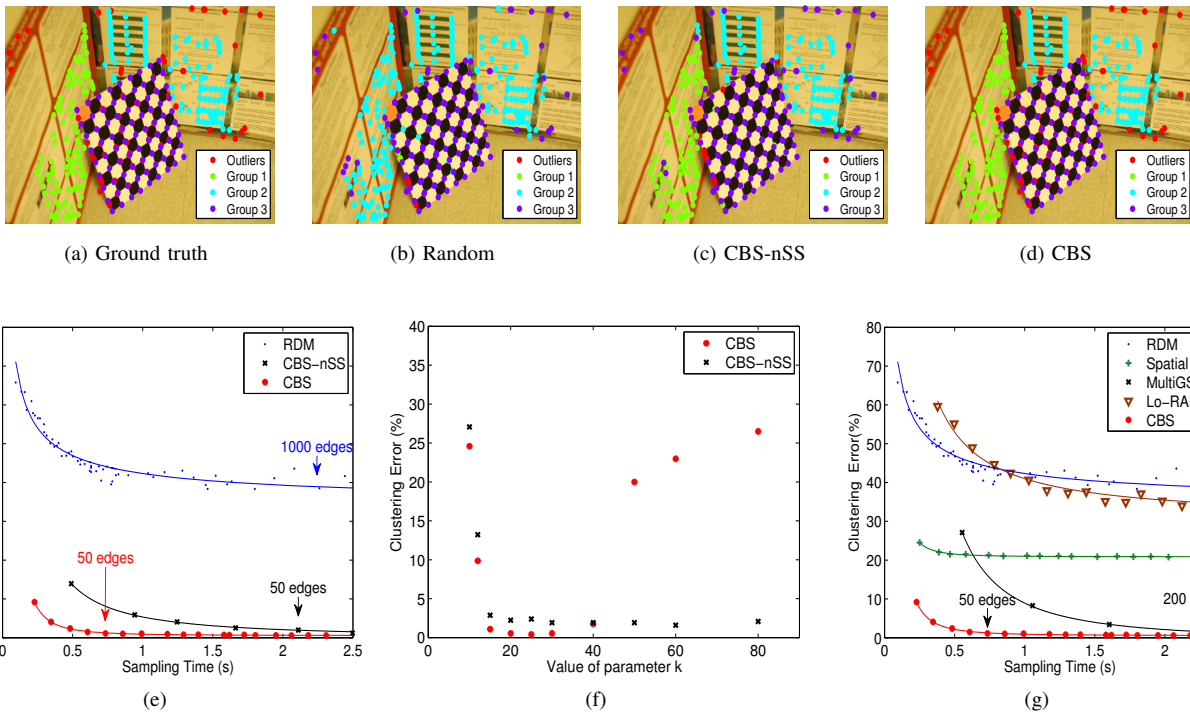 Outliers
Group 1
Group 2
Group 3
Outliers
Group 1
Group 2
Group 3
Outliers
Group 1
Group 2
Group 3
Outliers
Group 1
Group 2
Group 3
(a) Ground truth
(b) Random
(c) CBS-nSS
(d) CBS
RDM
CBS−nSS
CBS
1000 edges
50 edges
50 edges
0 0.5 1 1.5 2 2.5
Sampling Time (s)
(e)
40
35
30
25
20
15
10
5
0
Clustering Error (%)
CBS
CBS−nSS
0 20 40 60 80
Value of parameter k
(f)
80
70
60
50
40
30
20
10
0
Clustering Error(%)
RDM
Spatial
MultiGS
Lo−RA
CBS
50 edges
200
0 0.5 1 1.5 2
Sampling Time (s)
(g)